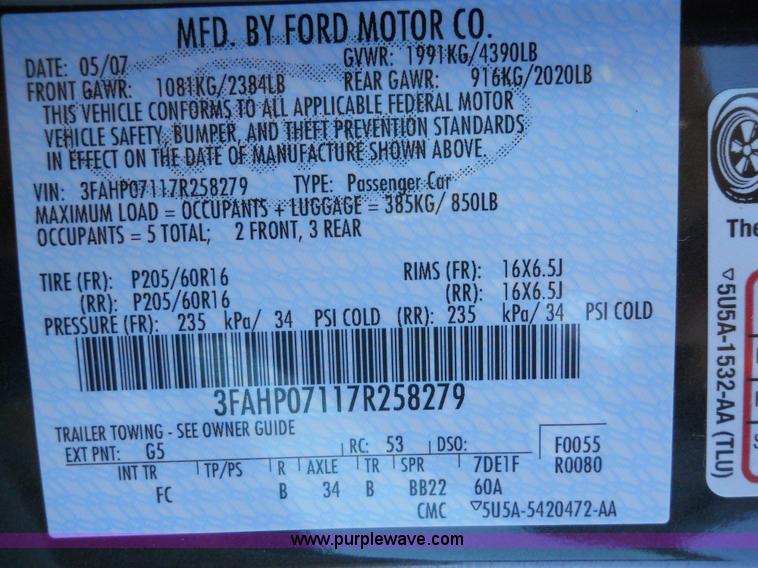 MFD. BY FORD MOTOR CO.
DATE: 05/07 GVWR: 1991KG/4390LB
FRONT GAWR: 1081KG/2384LB REAR GAWR: 916KG/2020LB
THIS VEHICLE CONFORMS TO ALL APPLICABLE FEDERAL MOTOR
VEHICLE SAFETY, BUMPER, AND THEFT PREVENTION STANDARDS
IN EFFECT ON THE DATE OF MANUFACTURE SHOWN ABOVE.
VIN: 3FAHP07117R258279 TYPE: Passenger Car
MAXIMUM LOAD = OCCUPANTS + LUGGAGE = 385KG/ 850LB
OCCUPANTS = 5 TOTAL; 2 FRONT, 3 REAR
TIRE (FR): P205/60R16 RIMS (FR): 16X6.5J
(RR): P205/60R16 (RR): 16X6.5J
PRESSURE (FR): 235 kPa/ 34 PSI COLD (RR): 235 kPa/ 34 PSI COLD
3FAHP07117R258279
TRAILER TOWING - SEE OWNER GUIDE
EXT PNT: G5 RC: 53 DSO: F0055
INT TR TP/PS R AXLE TR SPR 7DE1F R0080
FC B 34 B BB22 60A
CMC ▽5U5A-5420472-AA
The
▽5U5A-1532-AA (TLU)
www.purplewave.com